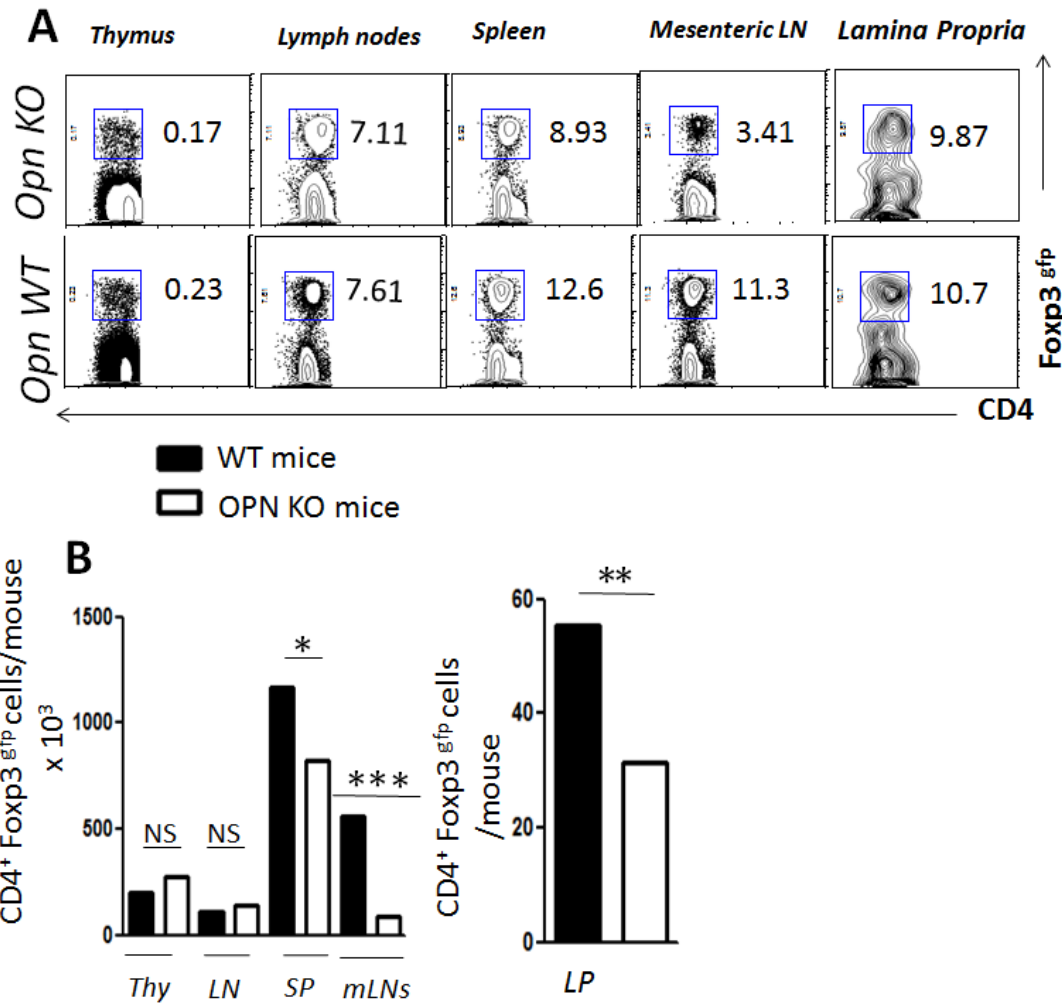 A
Thymus
Lymph nodes
Spleen
Mesenteric LN
Lamina Propria
Opn KO
0.17
7.11
8.93
3.41
9.87
Opn WT
0.23
7.61
12.6
11.3
10.7
Foxp3 gfp
CD4
WT mice
OPN KO mice
B
CD4+ Foxp3 gfp cells/mouse
x 10³
1500
1000
500
0
NS
NS
*
***
Thy
LN
SP
mLNs
CD4+ Foxp3 gfp cells
/mouse
60
40
20
0
**
LP